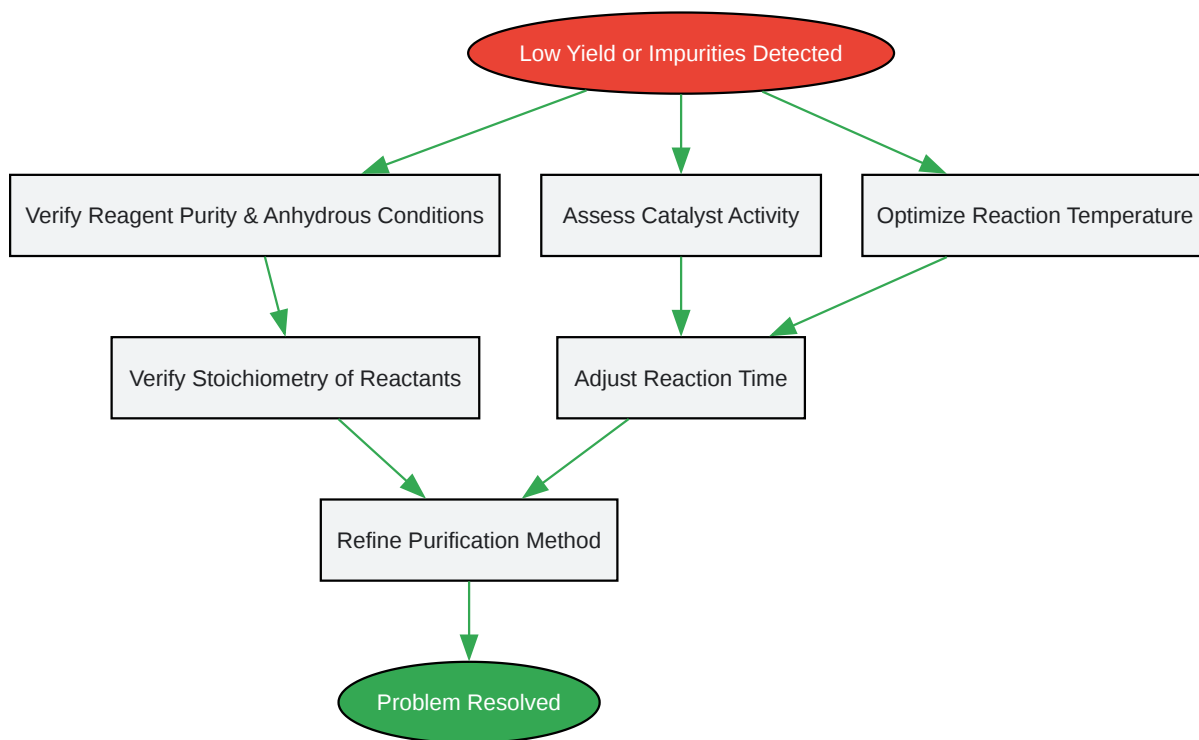 Low Yield or Impurities Detected
Verify Reagent Purity & Anhydrous Conditions
Assess Catalyst Activity
Optimize Reaction Temperature
Verify Stoichiometry of Reactants
Adjust Reaction Time
Refine Purification Method
Problem Resolved